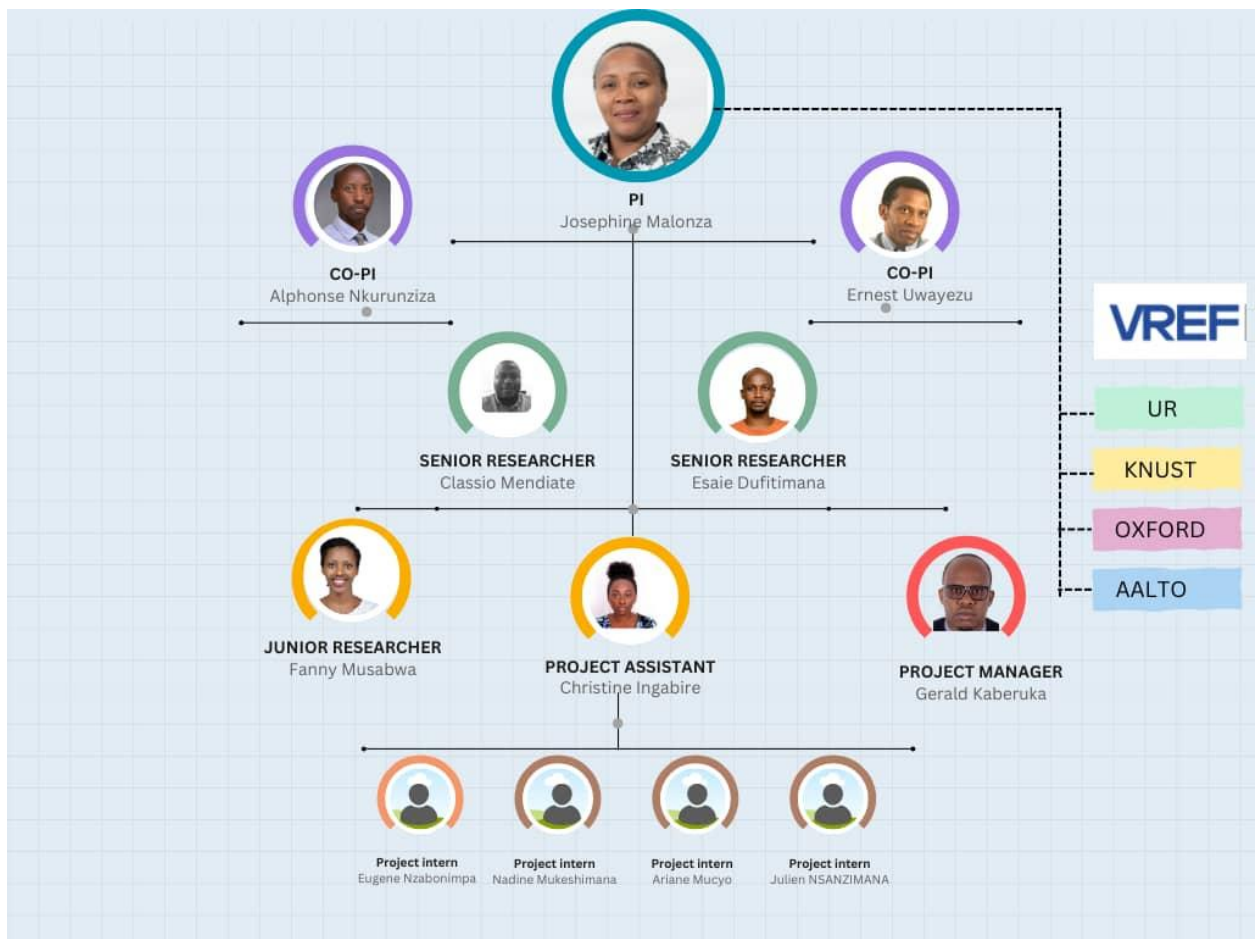 PI
Josephine Malonza
CO-PI
Alphonse Nkurunziza
CO-PI
Ernest Uwayezu
VREF
UR
KNUST
OXFORD
AALTO
SENIOR RESEARCHER
Classio Mendiate
SENIOR RESEARCHER
Esaie Dufitimana
JUNIOR RESEARCHER
Fanny Musabwa
PROJECT ASSISTANT
Christine Ingabire
PROJECT MANAGER
Gerald Kaberuka
Project intern
Eugene Nzabonimpa
Project intern
Nadine Mukeshimana
Project intern
Ariane Mucyo
Project intern
Julien NSANZIMANA